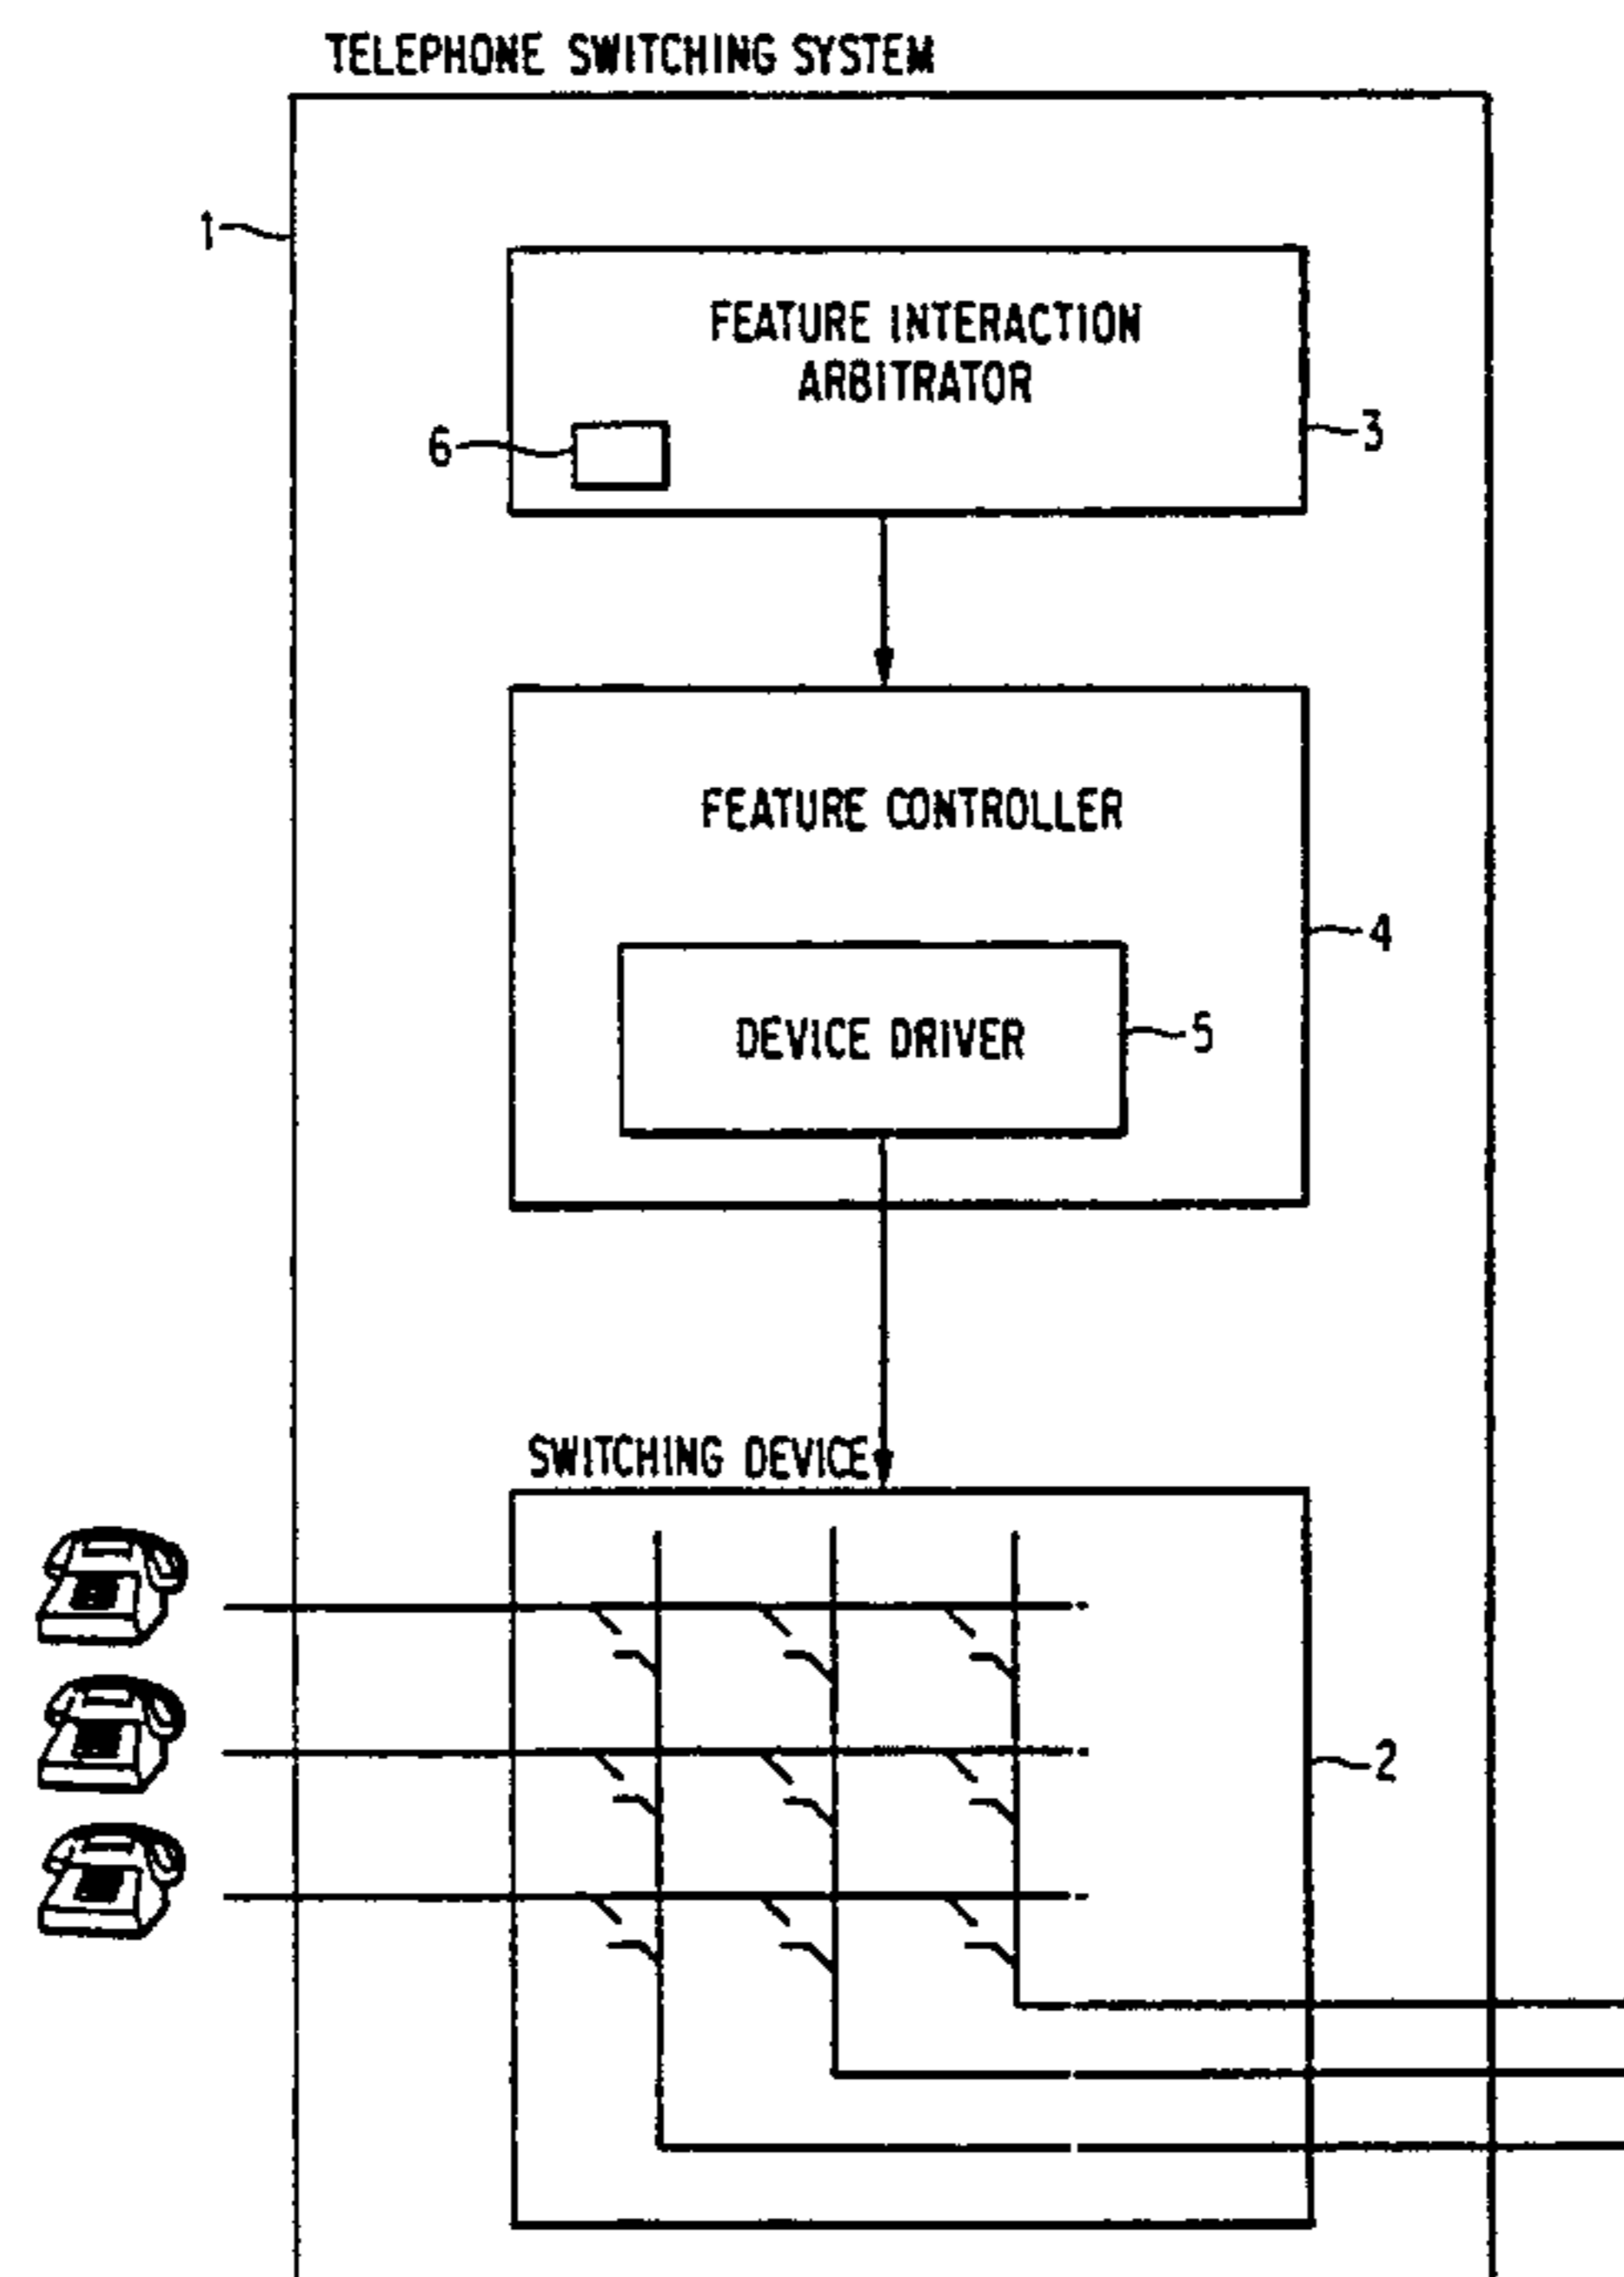 TELEPHONE SWITCHING SYSTEM
1
FEATURE INTERACTION
ARBITRATOR
6
3
FEATURE CONTROLLER
4
DEVICE DRIVER
5
SWITCHING DEVICE
2